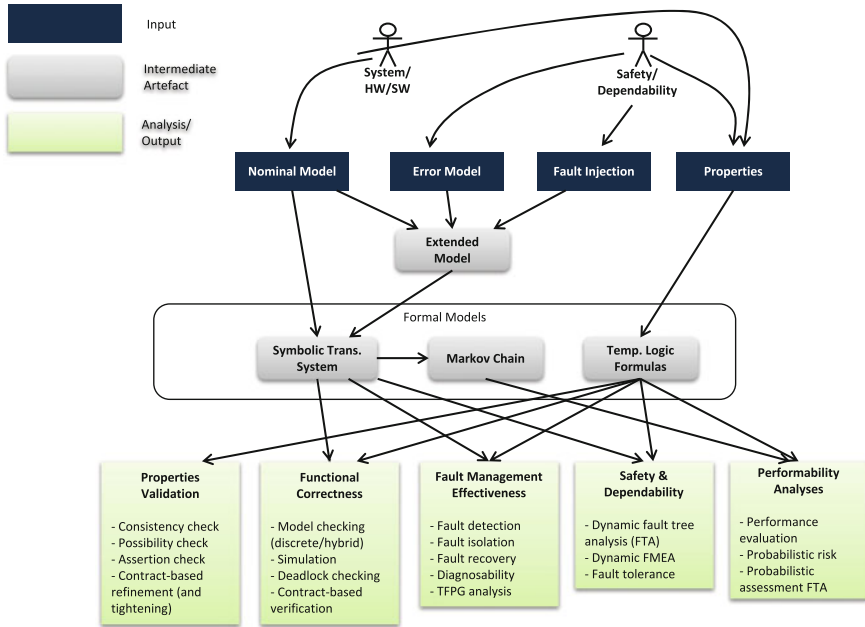 Input
Intermediate
Artefact
Analysis/
Output
System/
HW/SW
Safety/
Dependability
Nominal Model
Error Model
Fault Injection
Properties
Extended
Model
Formal Models
Symbolic Trans.
System
Markov Chain
Temp. Logic
Formulas
Properties
Validation
- Consistency check
- Possibility check
- Assertion check
- Contract-based
refinement (and
tightening)
Functional
Correctness
- Model checking
(discrete/hybrid)
- Simulation
- Deadlock checking
- Contract-based
verification
Fault Management
Effectiveness
- Fault detection
- Fault isolation
- Fault recovery
- Diagnosability
- TFPG analysis
Safety &
Dependability
- Dynamic fault tree
analysis (FTA)
- Dynamic FMEA
- Fault tolerance
Performability
Analyses
- Performance
evaluation
- Probabilistic risk
- Probabilistic
assessment FTA